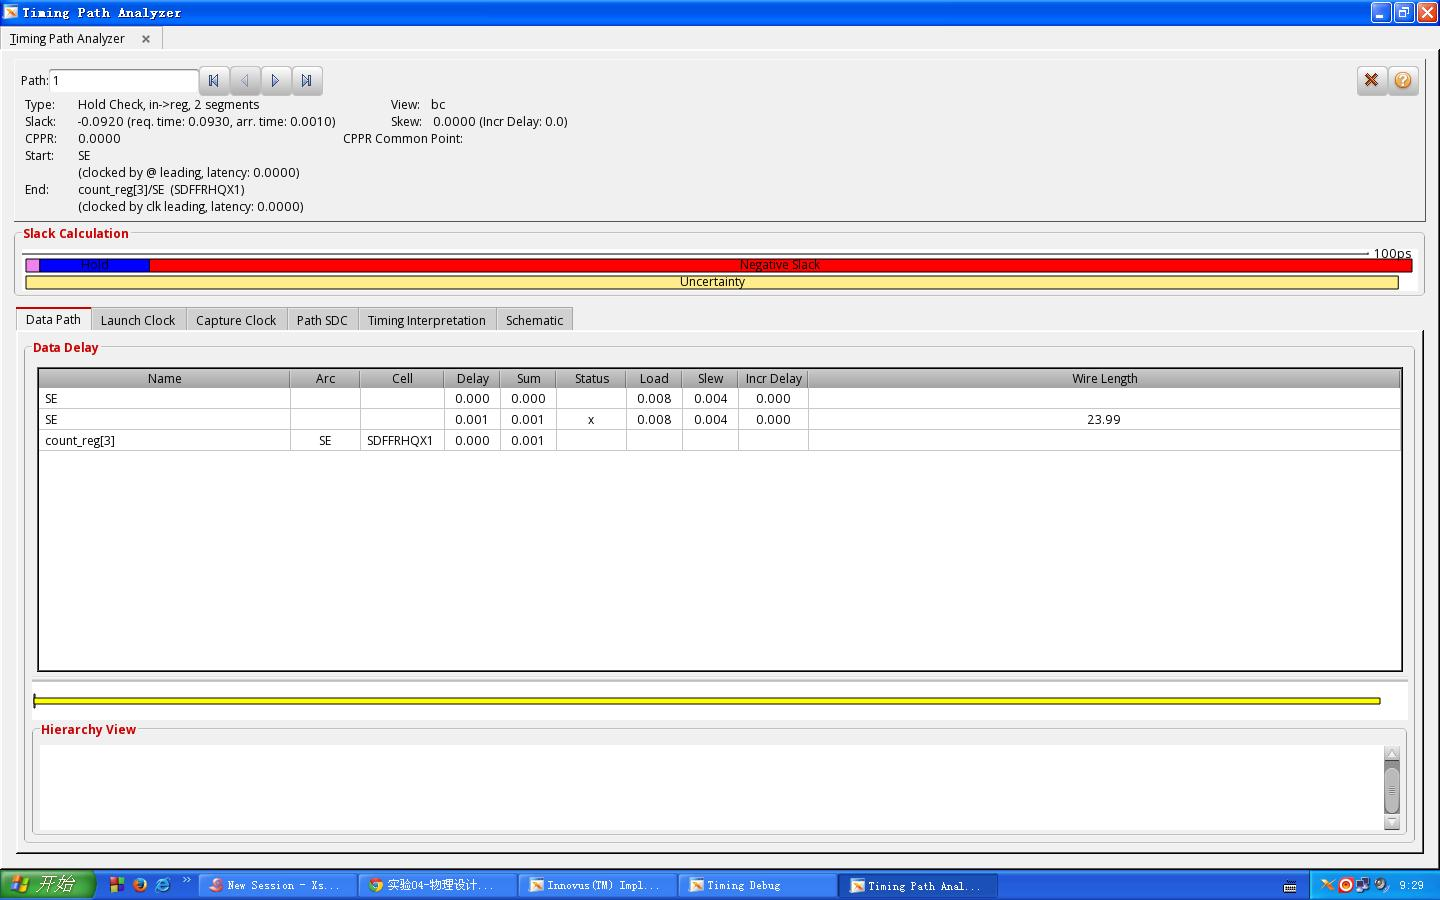 Timing Path Analyzer
Timing Path Analyzer
Path: 1
Type: Hold Check, in->reg, 2 segments View: bc
Slack: -0.0920 (req. time: 0.0930, arr. time: 0.0010) Skew: 0.0000 (Incr Delay: 0.0)
CPPR: 0.0000 CPPR Common Point:
Start: SE
(clocked by @ leading, latency: 0.0000)
End: count_reg[3]/SE (SDFFRHQX1)
(clocked by clk leading, latency: 0.0000)
Slack Calculation
100ps
Hold Negative Slack
Uncertainty
Data Path Launch Clock Capture Clock Path SDC Timing Interpretation Schematic
Data Delay
Name Arc Cell Delay Sum Status Load Slew Incr Delay Wire Length
SE 0.000 0.000 0.008 0.004 0.000
SE 0.001 0.001 x 0.008 0.004 0.000 23.99
count_reg[3] SE SDFFRHQX1 0.000 0.001
Hierarchy View
开始 » New Session - Xs... 实验04-物理设计... Innovus(TM) Impl... Timing Debug Timing Path Anal... 9:29